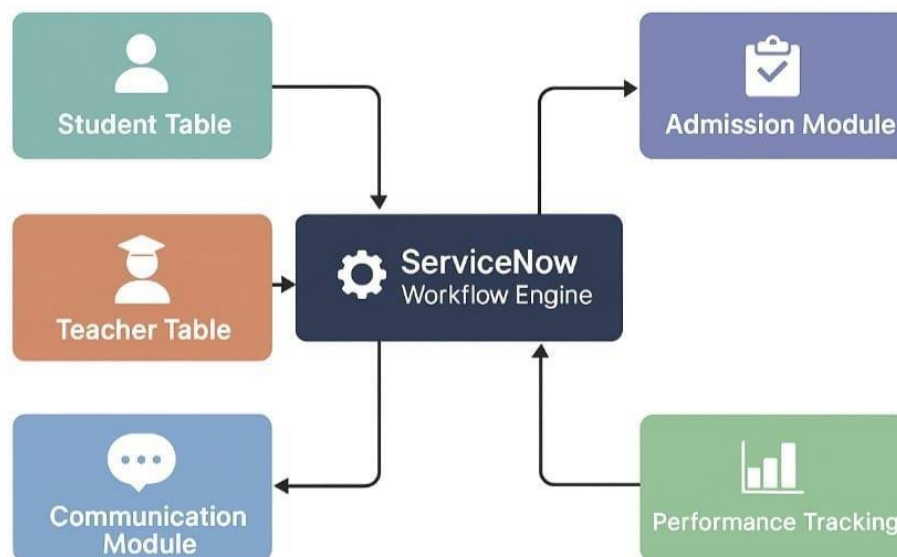 Student Table
Admission Module
ServiceNow
Workflow Engine
Teacher Table
Communication
Module
Performance Tracking